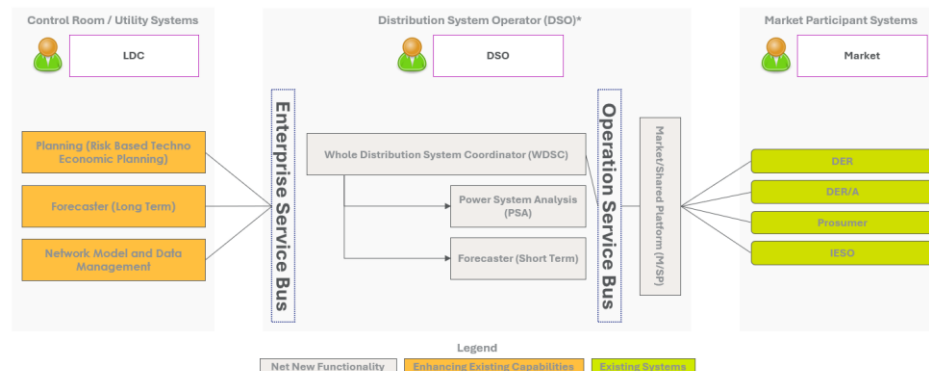 Control Room / Utility Systems
Distribution System Operator (DSO)*
Market Participant Systems
LDC
DSO
Market
Enterprise Service Bus
Operation Service Bus
Market/Shared Platform (M/SP)
Planning (Risk Based Techno
Economic Planning)
Forecaster (Long Term)
Network Model and Data
Management
Whole Distribution System Coordinator (WDSC)
Power System Analysis
(PSA)
Forecaster (Short Term)
DER
DER/A
Prosumer
IESO
Legend
Net New Functionality
Enhancing Existing Capabilities
Existing Systems